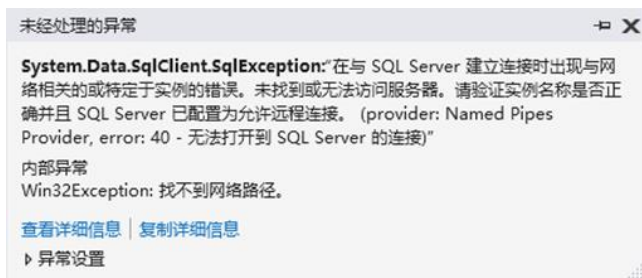 未经处理的异常
System.Data.SqlClient.SqlException:“在与 SQL Server 建立连接时出现与网
络相关的或特定于实例的错误。未找到或无法访问服务器。请验证实例名称是否正
确并且 SQL Server 已配置为允许远程连接。 (provider: Named Pipes
Provider, error: 40 - 无法打开到 SQL Server 的连接)”
内部异常
Win32Exception: 找不到网络路径。
查看详细信息 | 复制详细信息
异常设置